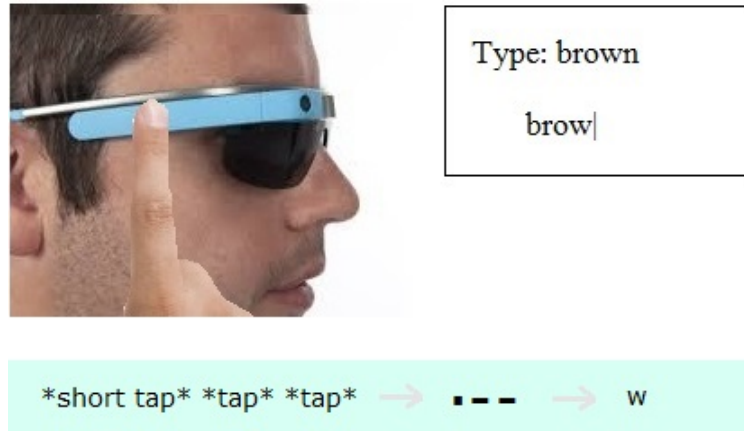 Type: brown
brow|
*short tap* *tap* *tap* → .-- → w